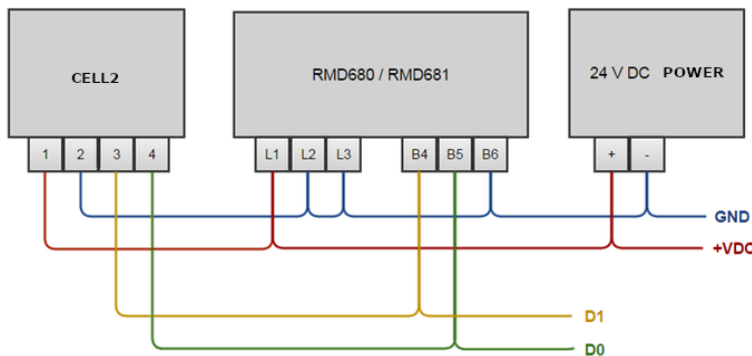 CELL2
RMD680 / RMD681
24 V DC POWER
1 2 3 4 L1 L2 L3 B4 B5 B6 + -
GND
+VDC
D1
D0